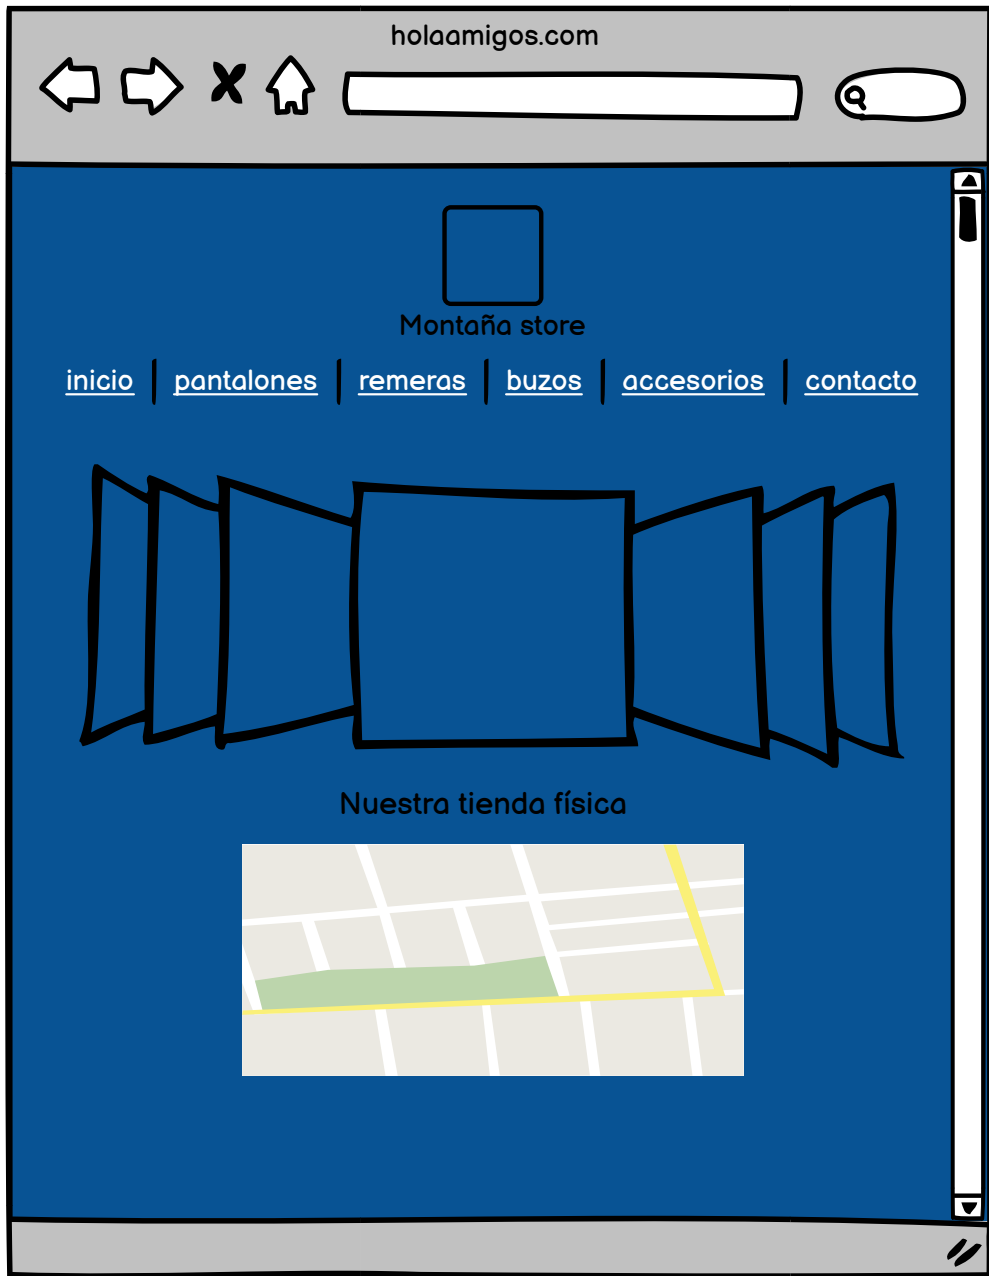 holaamigos.com
Montaña store
inicio pantalones remeras buzos accesorios contacto
Nuestra tienda física